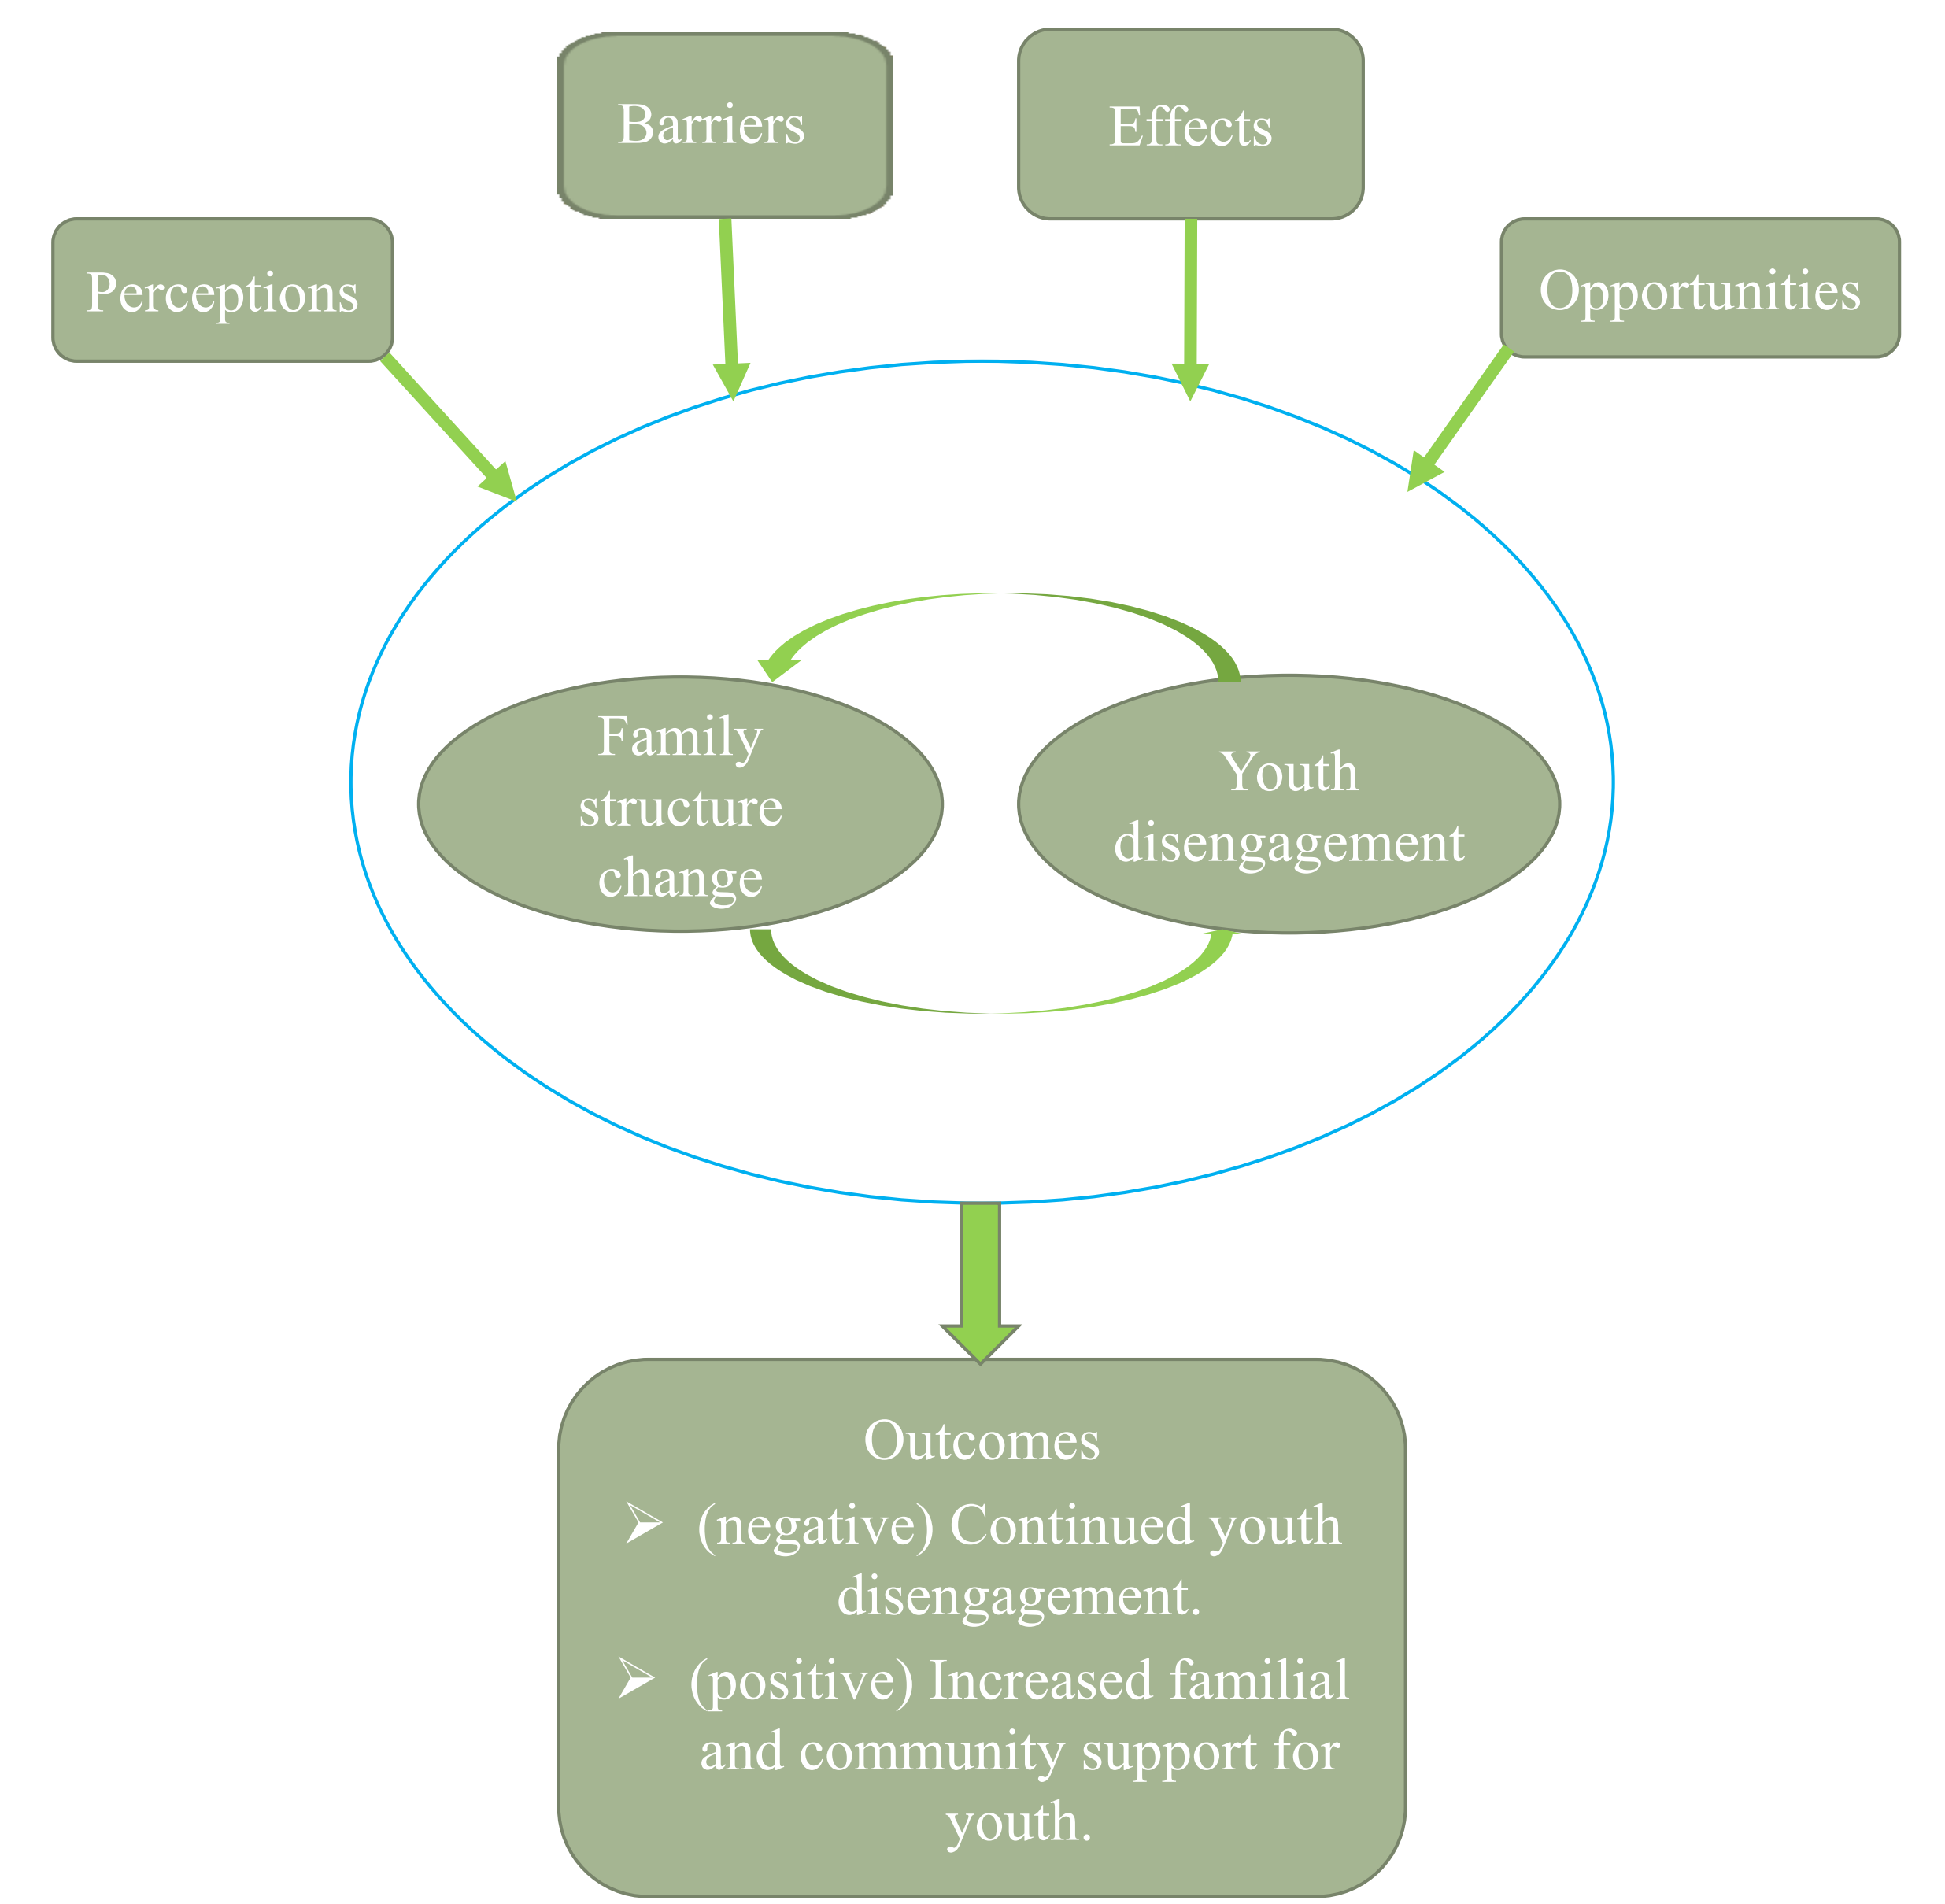 Barriers
Effects
Perceptions
Opportunities
Family
structure
change
Youth
disengagement
Outcomes
➢ (negative) Continued youth
disengagement.
➢ (positive) Increased familial
and community support for
youth.